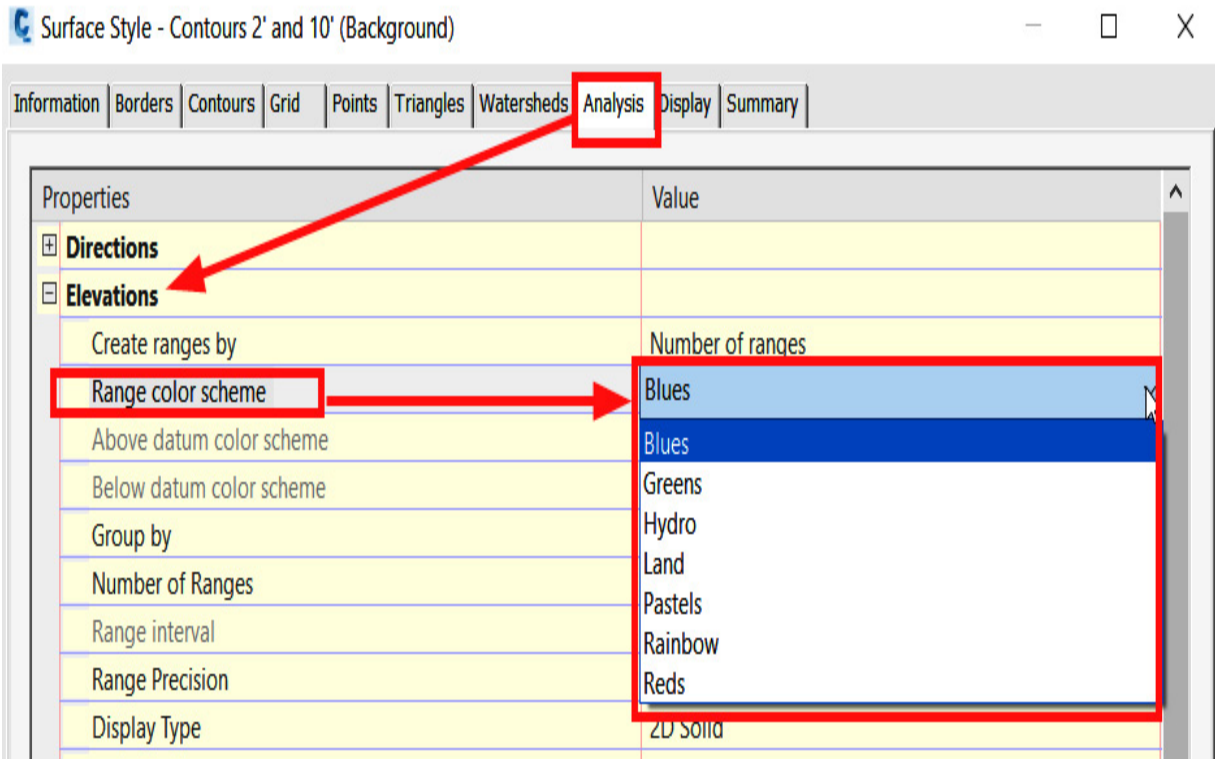 Surface Style - Contours 2' and 10' (Background)
Information Borders Contours Grid Points Triangles Watersheds Analysis Display Summary
Properties Value
Directions
Elevations
Create ranges by Number of ranges
Range color scheme Blues
Above datum color scheme Blues
Below datum color scheme Greens
Group by Hydro
Land
Number of Ranges Pastels
Range interval Rainbow
Range Precision Reds
Display Type 2D Solid